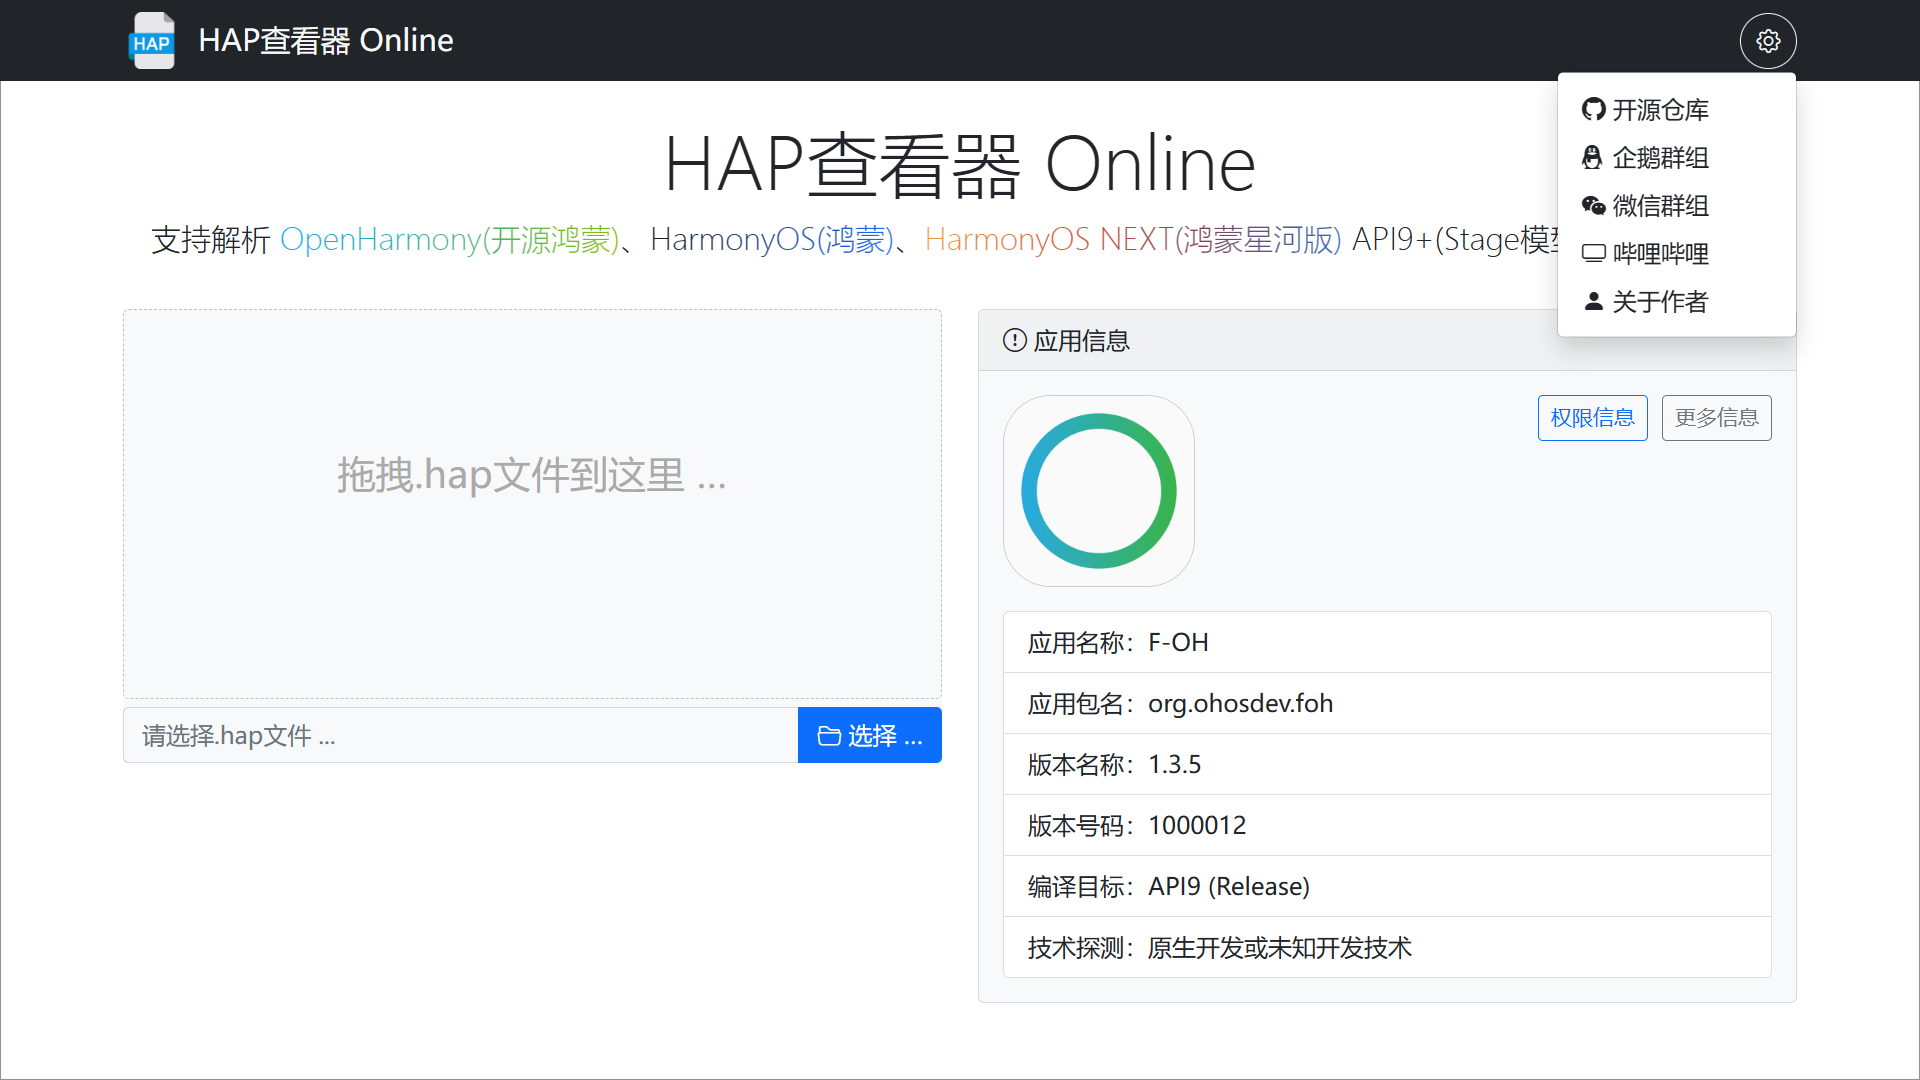 HAP
HAP查看器 Online
开源仓库
企鹅群组
微信群组
哔哩哔哩
关于作者
HAP查看器 Online
支持解析 OpenHarmony(开源鸿蒙)、HarmonyOS(鸿蒙)、HarmonyOS NEXT(鸿蒙星河版) API9+(Stage模
拖拽.hap文件到这里 ...
请选择.hap文件 ...
选择 ...
应用信息
权限信息
更多信息
应用名称：F-OH
应用包名：org.ohosdev.foh
版本名称：1.3.5
版本号码：1000012
编译目标：API9 (Release)
技术探测：原生开发或未知开发技术